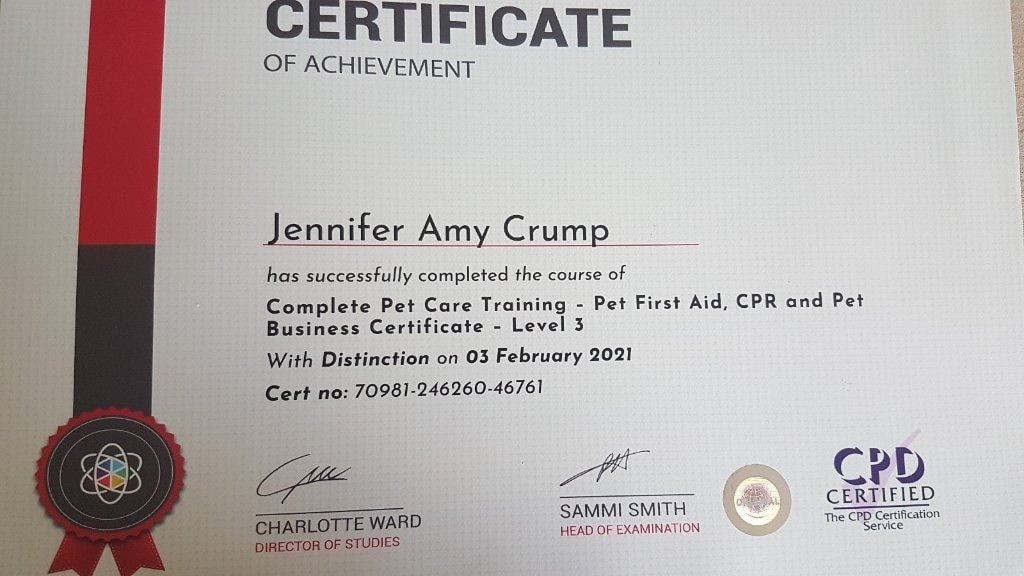 CERTIFICATE
OF ACHIEVEMENT
Jennifer Amy Crump
has successfully completed the course of
Complete Pet Care Training – Pet First Aid, CPR and Pet
Business Certificate – Level 3
With Distinction on 03 February 2021
Cert no: 70981-246260-46761
CHARLOTTE WARD
DIRECTOR OF STUDIES
SAMMI SMITH
HEAD OF EXAMINATION
CPD
CERTIFIED
The CPD Certification
Service